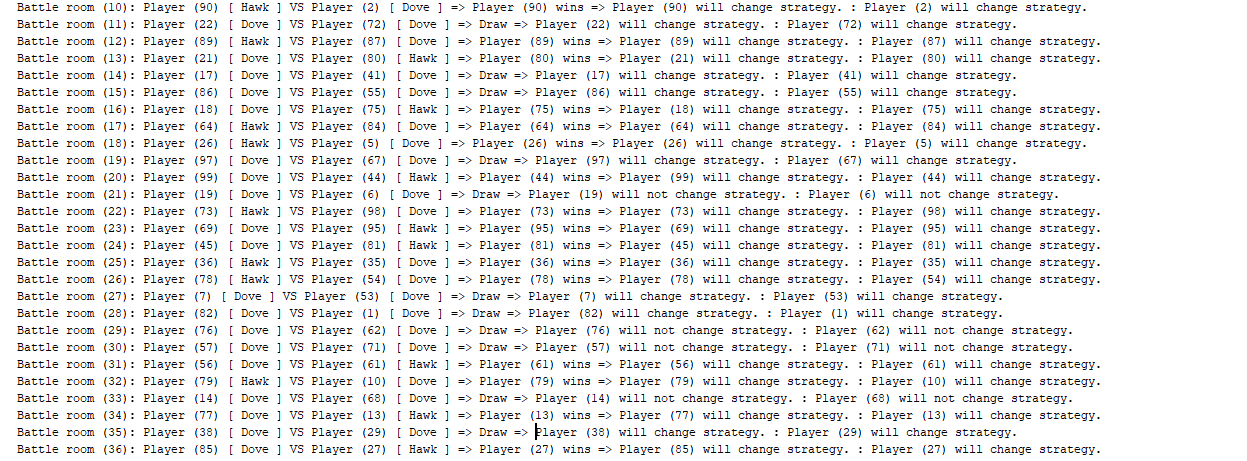 Battle room (10): Player (90) [ Hawk ] VS Player (2) [ Dove ] => Player (90) wins => Player (90) will change strategy. : Player (2) will change strategy.
Battle room (11): Player (22) [ Dove ] VS Player (72) [ Dove ] => Draw => Player (22) will change strategy. : Player (72) will change strategy.
Battle room (12): Player (89) [ Hawk ] VS Player (87) [ Dove ] => Player (89) wins => Player (89) will change strategy. : Player (87) will change strategy.
Battle room (13): Player (21) [ Dove ] VS Player (80) [ Hawk ] => Player (80) wins => Player (21) will change strategy. : Player (80) will change strategy.
Battle room (14): Player (17) [ Dove ] VS Player (41) [ Dove ] => Draw => Player (17) will change strategy. : Player (41) will change strategy.
Battle room (15): Player (86) [ Dove ] VS Player (55) [ Dove ] => Draw => Player (86) will change strategy. : Player (55) will change strategy.
Battle room (16): Player (18) [ Dove ] VS Player (75) [ Hawk ] => Player (75) wins => Player (18) will change strategy. : Player (75) will change strategy.
Battle room (17): Player (64) [ Hawk ] VS Player (84) [ Dove ] => Player (64) wins => Player (64) will change strategy. : Player (84) will change strategy.
Battle room (18): Player (26) [ Hawk ] VS Player (5) [ Dove ] => Player (26) wins => Player (26) will change strategy. : Player (5) will change strategy.
Battle room (19): Player (97) [ Dove ] VS Player (67) [ Dove ] => Draw => Player (97) will change strategy. : Player (67) will change strategy.
Battle room (20): Player (99) [ Dove ] VS Player (44) [ Hawk ] => Player (44) wins => Player (99) will change strategy. : Player (44) will change strategy.
Battle room (21): Player (19) [ Dove ] VS Player (6) [ Dove ] => Draw => Player (19) will not change strategy. : Player (6) will not change strategy.
Battle room (22): Player (73) [ Hawk ] VS Player (98) [ Dove ] => Player (73) wins => Player (73) will change strategy. : Player (98) will change strategy.
Battle room (23): Player (69) [ Dove ] VS Player (95) [ Hawk ] => Player (95) wins => Player (69) will change strategy. : Player (95) will change strategy.
Battle room (24): Player (45) [ Dove ] VS Player (81) [ Hawk ] => Player (81) wins => Player (45) will change strategy. : Player (81) will change strategy.
Battle room (25): Player (36) [ Hawk ] VS Player (35) [ Dove ] => Player (36) wins => Player (36) will change strategy. : Player (35) will change strategy.
Battle room (26): Player (78) [ Hawk ] VS Player (54) [ Dove ] => Player (78) wins => Player (78) will change strategy. : Player (54) will change strategy.
Battle room (27): Player (7) [ Dove ] VS Player (53) [ Dove ] => Draw => Player (7) will change strategy. : Player (53) will change strategy.
Battle room (28): Player (82) [ Dove ] VS Player (1) [ Dove ] => Draw => Player (82) will change strategy. : Player (1) will change strategy.
Battle room (29): Player (76) [ Dove ] VS Player (62) [ Dove ] => Draw => Player (76) will not change strategy. : Player (62) will not change strategy.
Battle room (30): Player (57) [ Dove ] VS Player (71) [ Dove ] => Draw => Player (57) will not change strategy. : Player (71) will not change strategy.
Battle room (31): Player (56) [ Dove ] VS Player (61) [ Hawk ] => Player (61) wins => Player (56) will change strategy. : Player (61) will change strategy.
Battle room (32): Player (79) [ Hawk ] VS Player (10) [ Dove ] => Player (79) wins => Player (79) will change strategy. : Player (10) will change strategy.
Battle room (33): Player (14) [ Dove ] VS Player (68) [ Dove ] => Draw => Player (14) will not change strategy. : Player (68) will not change strategy.
Battle room (34): Player (77) [ Dove ] VS Player (13) [ Hawk ] => Player (13) wins => Player (77) will change strategy. : Player (13) will change strategy.
Battle room (35): Player (38) [ Dove ] VS Player (29) [ Dove ] => Draw => Player (38) will change strategy. : Player (29) will change strategy.
Battle room (36): Player (85) [ Dove ] VS Player (27) [ Hawk ] => Player (27) wins => Player (85) will change strategy. : Player (27) will change strategy.